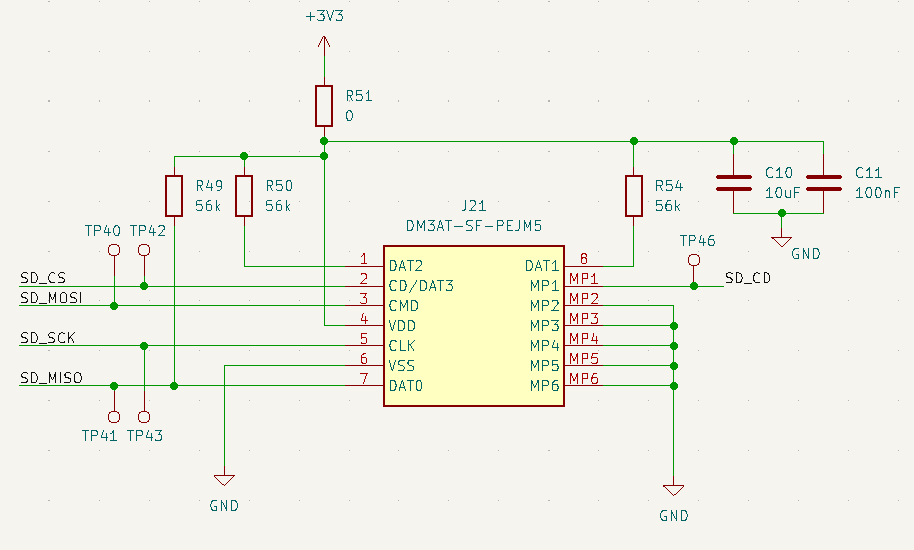 +3V3
R51
0
R49
56k
R50
56k
R54
56k
C10
10uF
C11
100nF
GND
J21
DM3AT-SF-PEJM5
TP40
TP42
TP46
SD_CS
SD_MOSI
SD_SCK
SD_MISO
SD_CD
1 DAT2
2 CD/DAT3
3 CMD
4 VDD
5 CLK
6 VSS
7 DAT0
DAT1 8
MP1 MP1
MP2 MP2
MP3 MP3
MP4 MP4
MP5 MP5
MP6 MP6
TP41
TP43
GND
GND